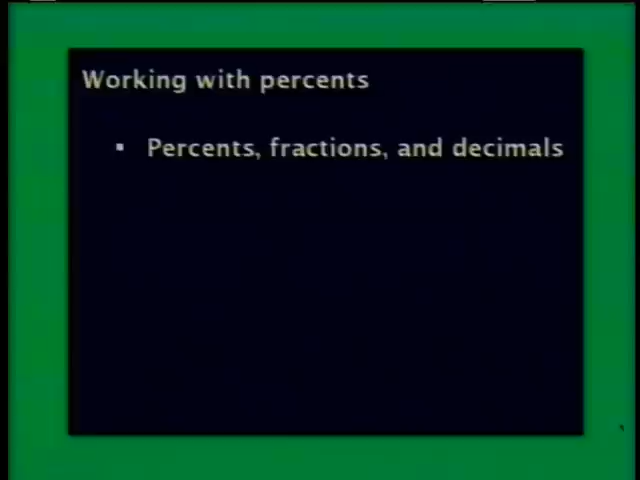 Working with percents
▪ Percents, fractions, and decimals